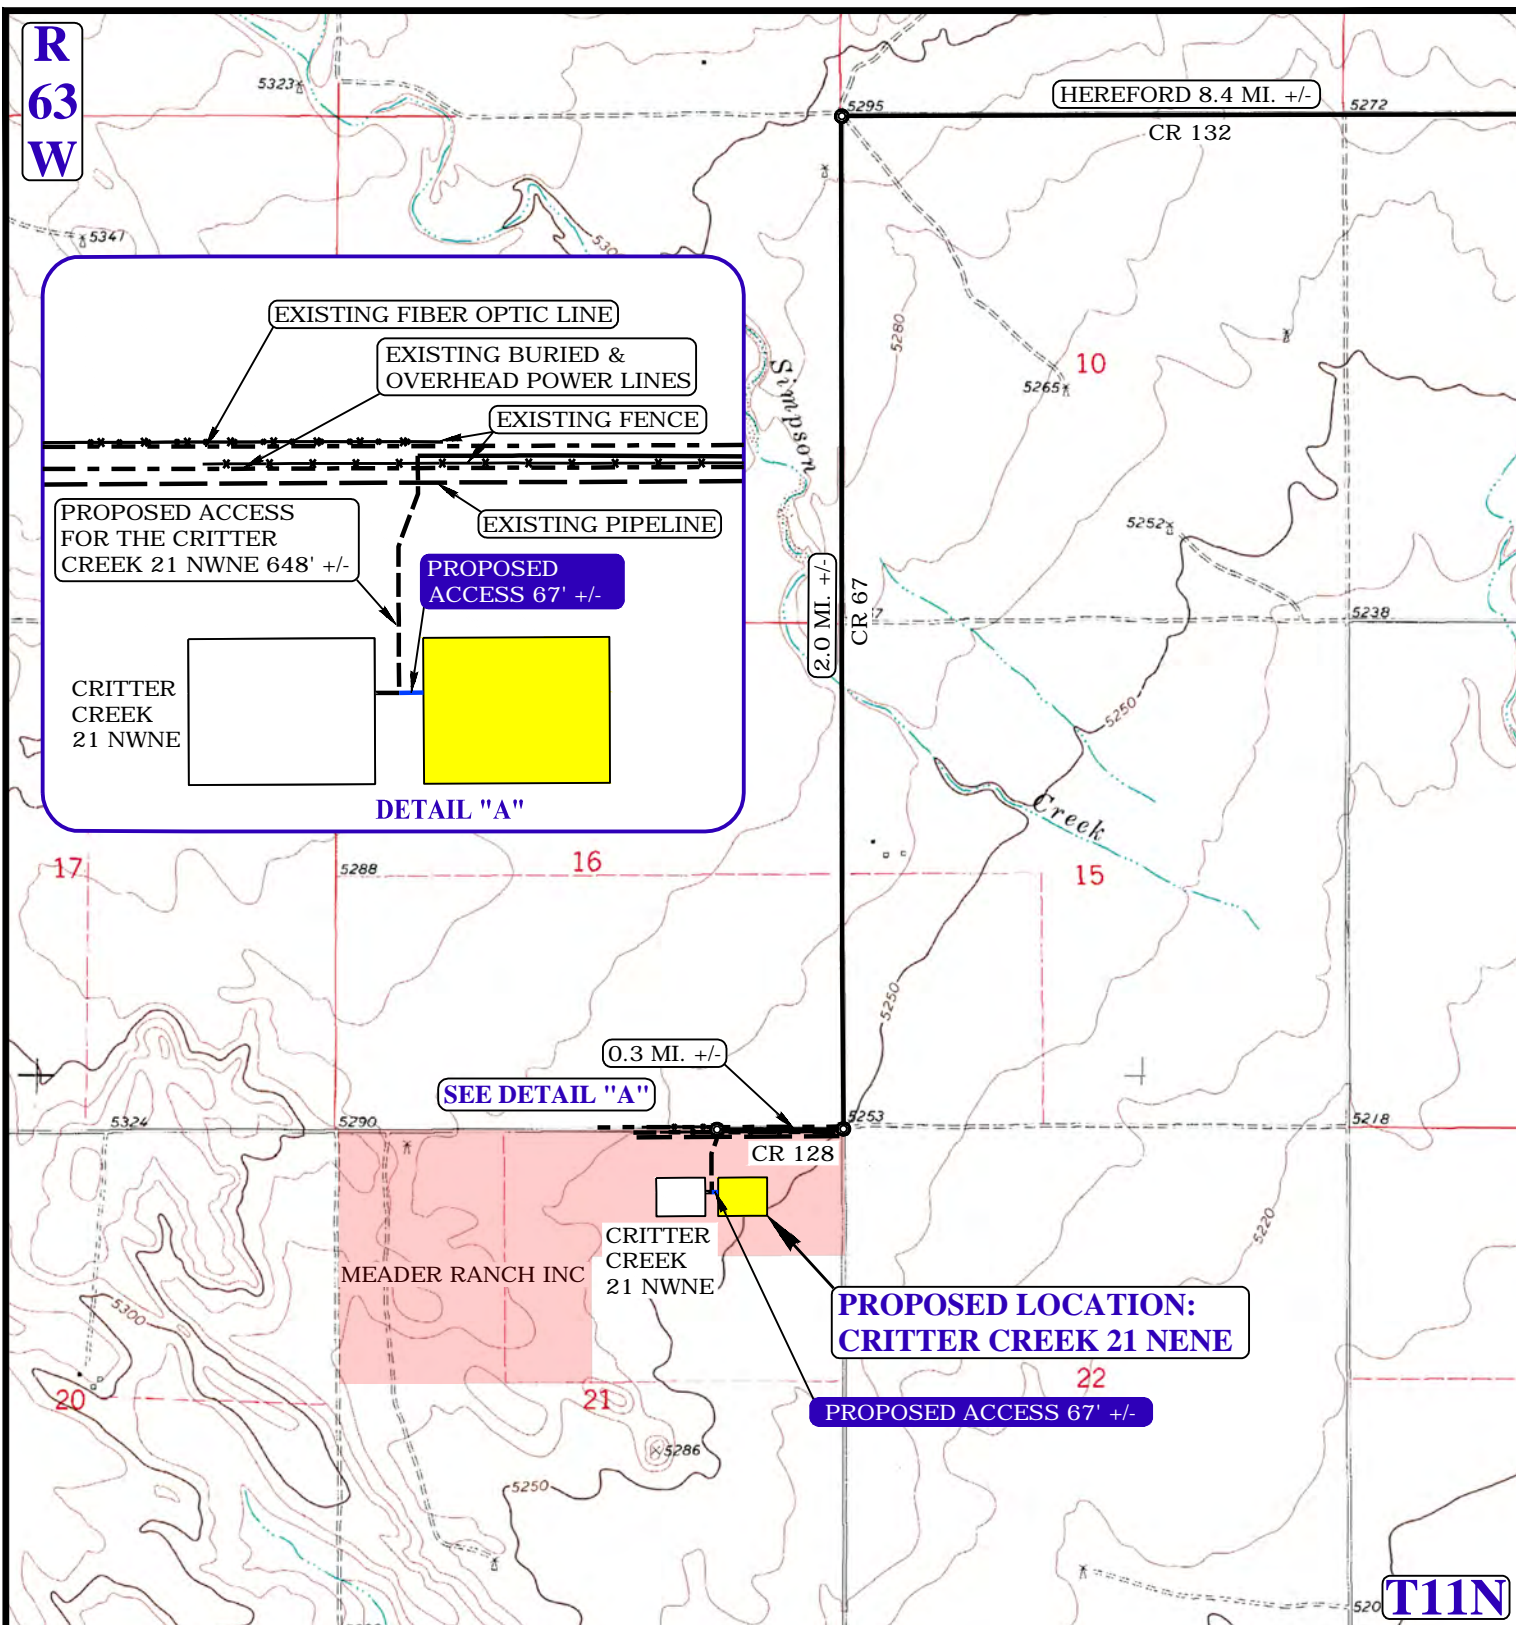 R
63
W
5323
5295
HEREFORD 8.4 MI. +/-
5272
CR 132
5341
530
EXISTING FIBER OPTIC LINE
EXISTING BURIED &
OVERHEAD POWER LINES
EXISTING FENCE
PROPOSED ACCESS
FOR THE CRITTER
CREEK 21 NWNE 648' +/-
EXISTING PIPELINE
PROPOSED
ACCESS 67' +/-
CRITTER
CREEK
21 NWNE
DETAIL "A"
Simpson
5280
10
5265
5252
2.0 MI. +/-
CR 67
7
5238
5250
Creek
17
5288
16
15
5250
0.3 MI. +/-
SEE DETAIL "A"
5324
5290
5253
5218
CR 128
5220
CRITTER
CREEK
21 NWNE
MEADER RANCH INC
5300
PROPOSED LOCATION:
CRITTER CREEK 21 NENE
20
21
22
PROPOSED ACCESS 67' +/-
5286
5250
520
T11N